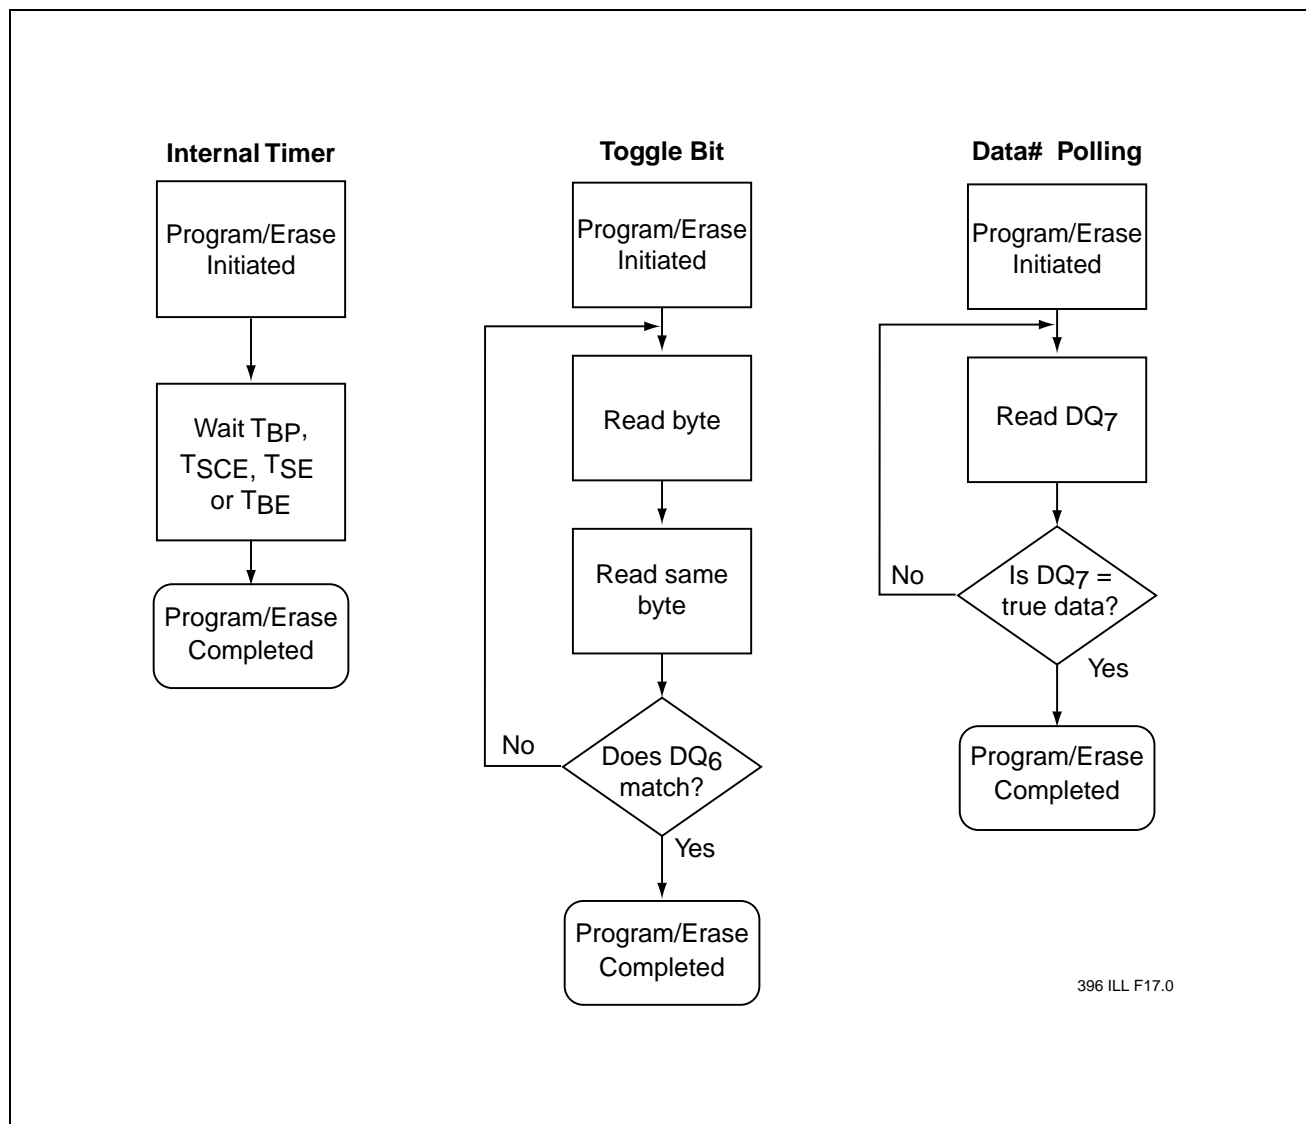 Internal Timer
Program/Erase
Initiated
Wait TBP,
TSCE, TSE
or TBE
Program/Erase
Completed
Toggle Bit
Program/Erase
Initiated
Read byte
Read same
byte
No
Does DQ6
match?
Yes
Program/Erase
Completed
Data# Polling
Program/Erase
Initiated
Read DQ7
No
Is DQ7 =
true data?
Yes
Program/Erase
Completed
396 ILL F17.0